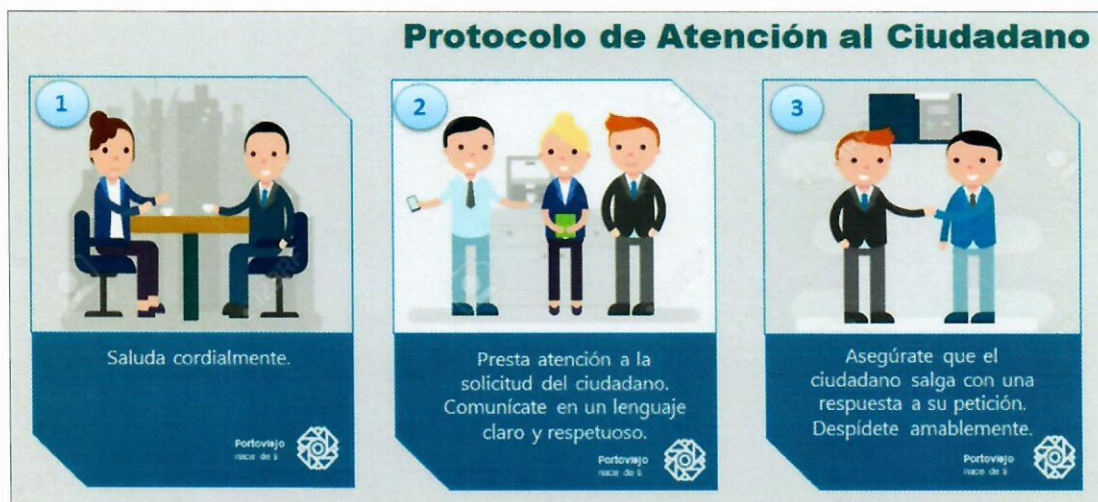 Protocolo de Atención al Ciudadano
1
Saluda cordialmente.
Portoviejo
nace de ti
2
Presta atención a la
solicitud del ciudadano.
Comunícate en un lenguaje
claro y respetuoso.
Portoviejo
nace de ti
3
Asegúrate que el
ciudadano salga con una
respuesta a su petición.
Despídete amablemente.
Portoviejo
nace de ti